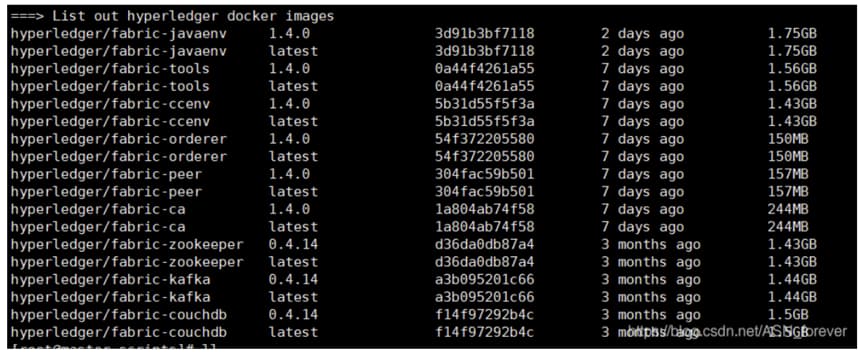 ===> List out hyperledger docker images
hyperledger/fabric-javaenv 1.4.0 3d91b3bf7118 2 days ago 1.75GB
hyperledger/fabric-javaenv latest 3d91b3bf7118 2 days ago 1.75GB
hyperledger/fabric-tools 1.4.0 0a44f4261a55 7 days ago 1.56GB
hyperledger/fabric-tools latest 0a44f4261a55 7 days ago 1.56GB
hyperledger/fabric-ccenv 1.4.0 5b31d55f5f3a 7 days ago 1.43GB
hyperledger/fabric-ccenv latest 5b31d55f5f3a 7 days ago 1.43GB
hyperledger/fabric-orderer 1.4.0 54f372205580 7 days ago 150MB
hyperledger/fabric-orderer latest 54f372205580 7 days ago 150MB
hyperledger/fabric-peer 1.4.0 304fac59b501 7 days ago 157MB
hyperledger/fabric-peer latest 304fac59b501 7 days ago 157MB
hyperledger/fabric-ca 1.4.0 1a804ab74f58 7 days ago 244MB
hyperledger/fabric-ca latest 1a804ab74f58 7 days ago 244MB
hyperledger/fabric-zookeeper 0.4.14 d36da0db87a4 3 months ago 1.43GB
hyperledger/fabric-zookeeper latest d36da0db87a4 3 months ago 1.43GB
hyperledger/fabric-kafka 0.4.14 a3b095201c66 3 months ago 1.44GB
hyperledger/fabric-kafka latest a3b095201c66 3 months ago 1.44GB
hyperledger/fabric-couchdb 0.4.14 f14f97292b4c 3 months ago 1.5GB
hyperledger/fabric-couchdb latest f14f97292b4c 3 months ago 1.5GB